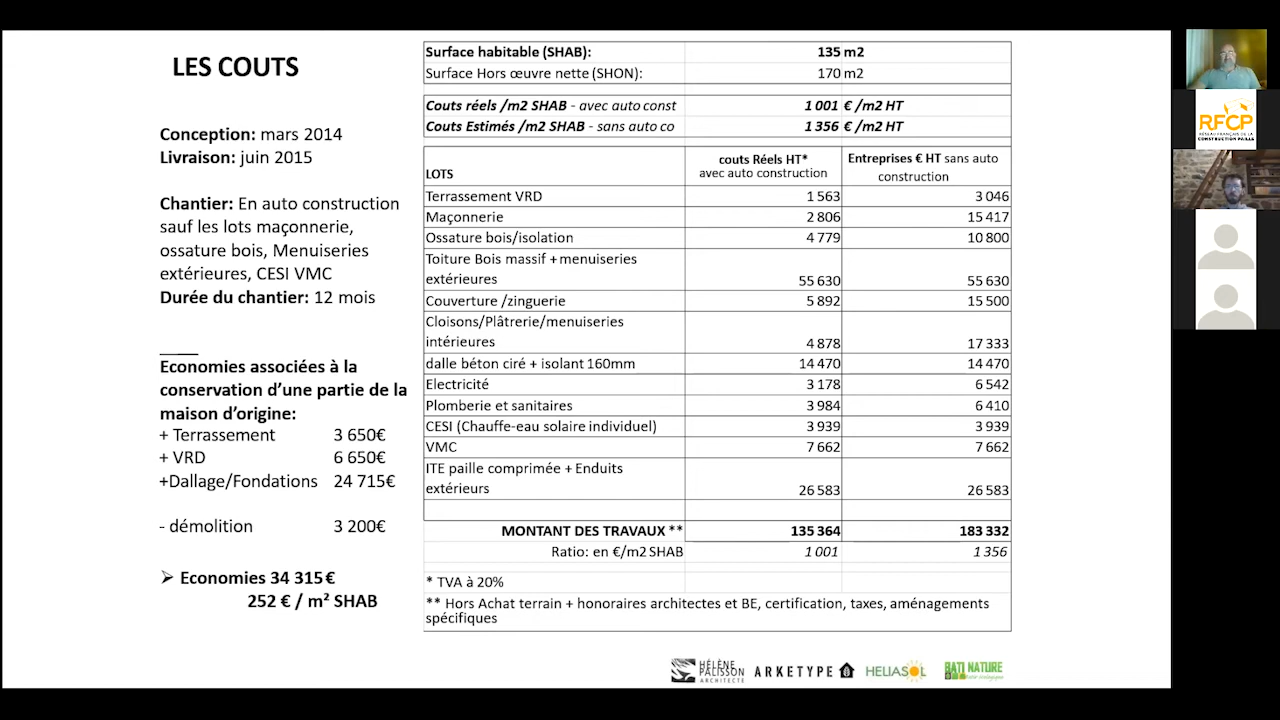 LES COUTS
Conception: mars 2014
Livraison: juin 2015
Chantier: En auto construction
sauf les lots maçonnerie,
ossature bois, Menuiseries
extérieures, CESI VMC
Durée du chantier: 12 mois
Economies associées à la
conservation d'une partie de la
maison d'origine:
+ Terrassement 3 650€
+ VRD 6 650€
+Dallage/Fondations 24 715€
- démolition 3 200€
➢ Economies 34 315 €
252 € / m² SHAB
Surface habitable (SHAB): 135 m2
Surface Hors œuvre nette (SHON): 170 m2
Couts réels /m2 SHAB - avec auto const 1 001 € /m2 HT
Couts Estimés /m2 SHAB - sans auto co 1 356 € /m2 HT
LOTS couts Réels HT* avec auto construction Entreprises € HT sans auto construction
Terrassement VRD 1 563 3 046
Maçonnerie 2 806 15 417
Ossature bois/isolation 4 779 10 800
Toiture Bois massif + menuiseries
extérieures 55 630 55 630
Couverture /zinguerie 5 892 15 500
Cloisons/Plâtrerie/menuiseries
intérieures 4 878 17 333
dalle béton ciré + isolant 160mm 14 470 14 470
Electricité 3 178 6 542
Plomberie et sanitaires 3 984 6 410
CESI (Chauffe-eau solaire individuel) 3 939 3 939
VMC 7 662 7 662
ITE paille comprimée + Enduits
extérieurs 26 583 26 583
MONTANT DES TRAVAUX ** 135 364 183 332
Ratio: en €/m2 SHAB 1 001 1 356
* TVA à 20%
** Hors Achat terrain + honoraires architectes et BE, certification, taxes, aménagements
spécifiques
HÉLÈNE
PALISSON
ARCHITECTE
ARKETYPE
HELIASOL
BATI NATURE
RFCP
RÉSEAU FRANÇAIS DE LA
CONSTRUCTION PAILLE